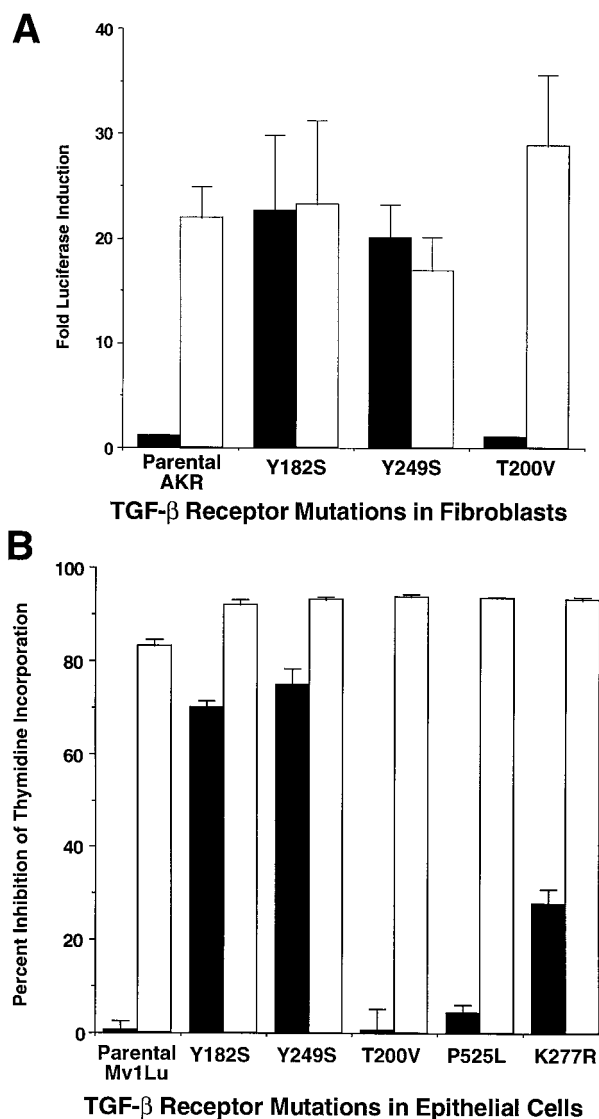 A
Fold Luciferase Induction
40
30
20
10
0
Parental
AKR
Y182S
Y249S
T200V
TGF-β Receptor Mutations in Fibroblasts
B
Percent Inhibition of Thymidine Incorporation
100
80
60
40
20
0
Parental
Mv1Lu
Y182S
Y249S
T200V
P525L
K277R
TGF-β Receptor Mutations in Epithelial Cells